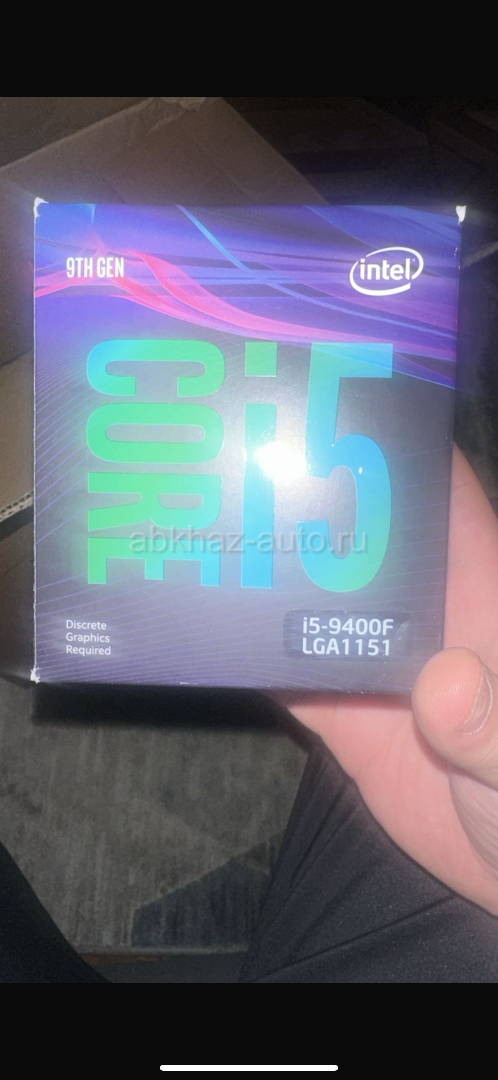 9TH GEN
intel
CORE i5
abkhaz-auto.ru
Discrete
Graphics
Required
i5-9400F
LGA1151